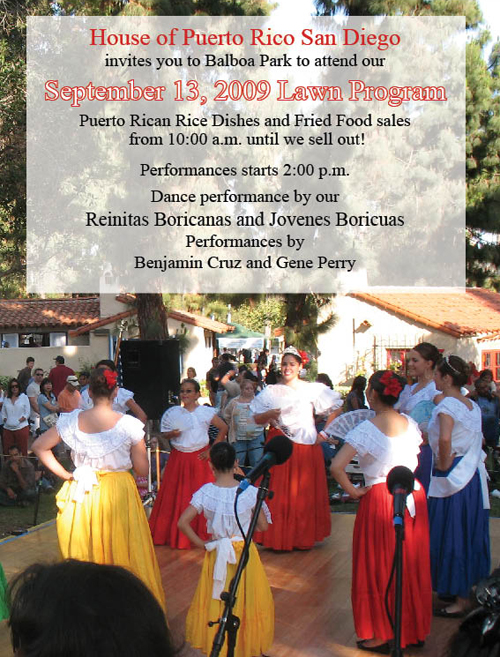 House of Puerto Rico San Diego
invites you to Balboa Park to attend our
September 13, 2009 Lawn Program
Puerto Rican Rice Dishes and Fried Food sales
from 10:00 a.m. until we sell out!
Performances starts 2:00 p.m.
Dance performance by our
Reinitas Boricanas and Jovenes Boricuas
Performances by
Benjamin Cruz and Gene Perry